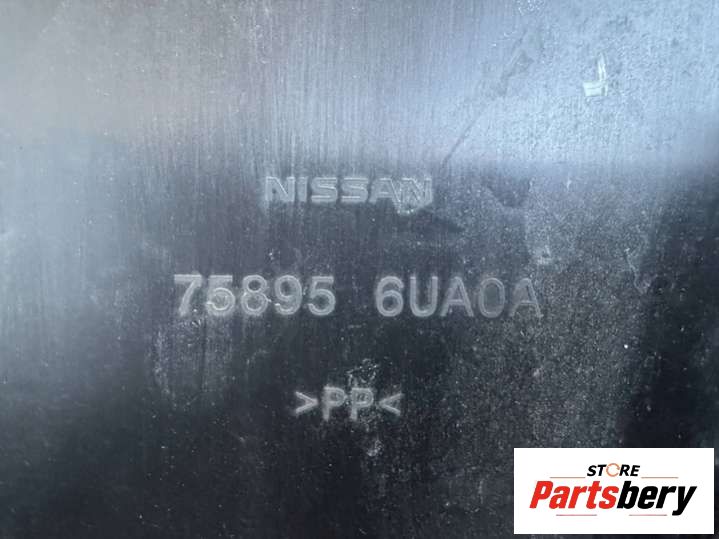 NISSAN
75895 6UA0A
>PP<
STORE
Partsbery